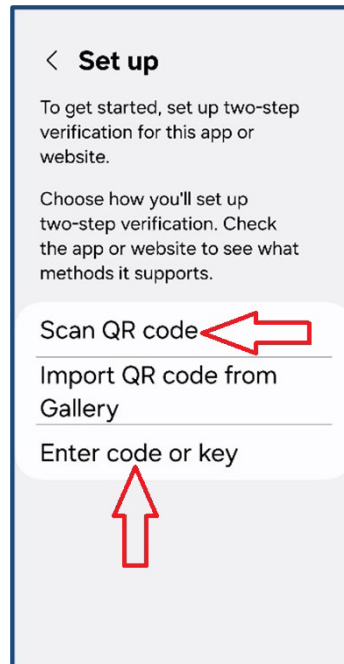 Set up
To get started, set up two-step
verification for this app or
website.
Choose how you'll set up
two-step verification. Check
the app or website to see what
methods it supports.
Scan QR code
Import QR code from
Gallery
Enter code or key